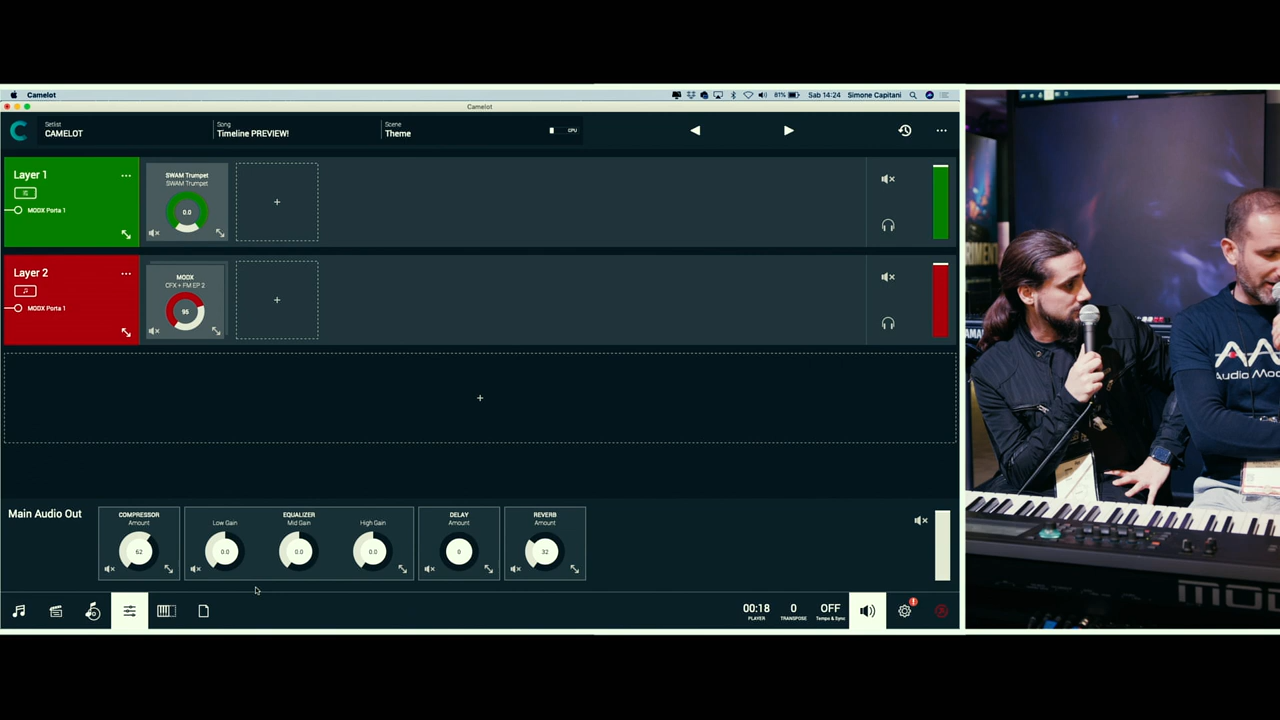 Camelot
81%
Sab 14:24
Simone Capitani
Camelot
Setlist
CAMELOT
Song
Timeline PREVIEW!
Scene
Theme
CPU
Layer 1
MODX Porta 1
SWAM Trumpet
SWAM Trumpet
0.0
Layer 2
MODX Porta 1
MODX
CFX + FM EP 2
95
Main Audio Out
COMPRESSOR
Amount
62
EQUALIZER
Low Gain
Mid Gain
High Gain
0.0
0.0
0.0
DELAY
Amount
0
REVERB
Amount
32
00:18
PLAYER
0
TRANSPOSE
OFF
Tempo & Sync